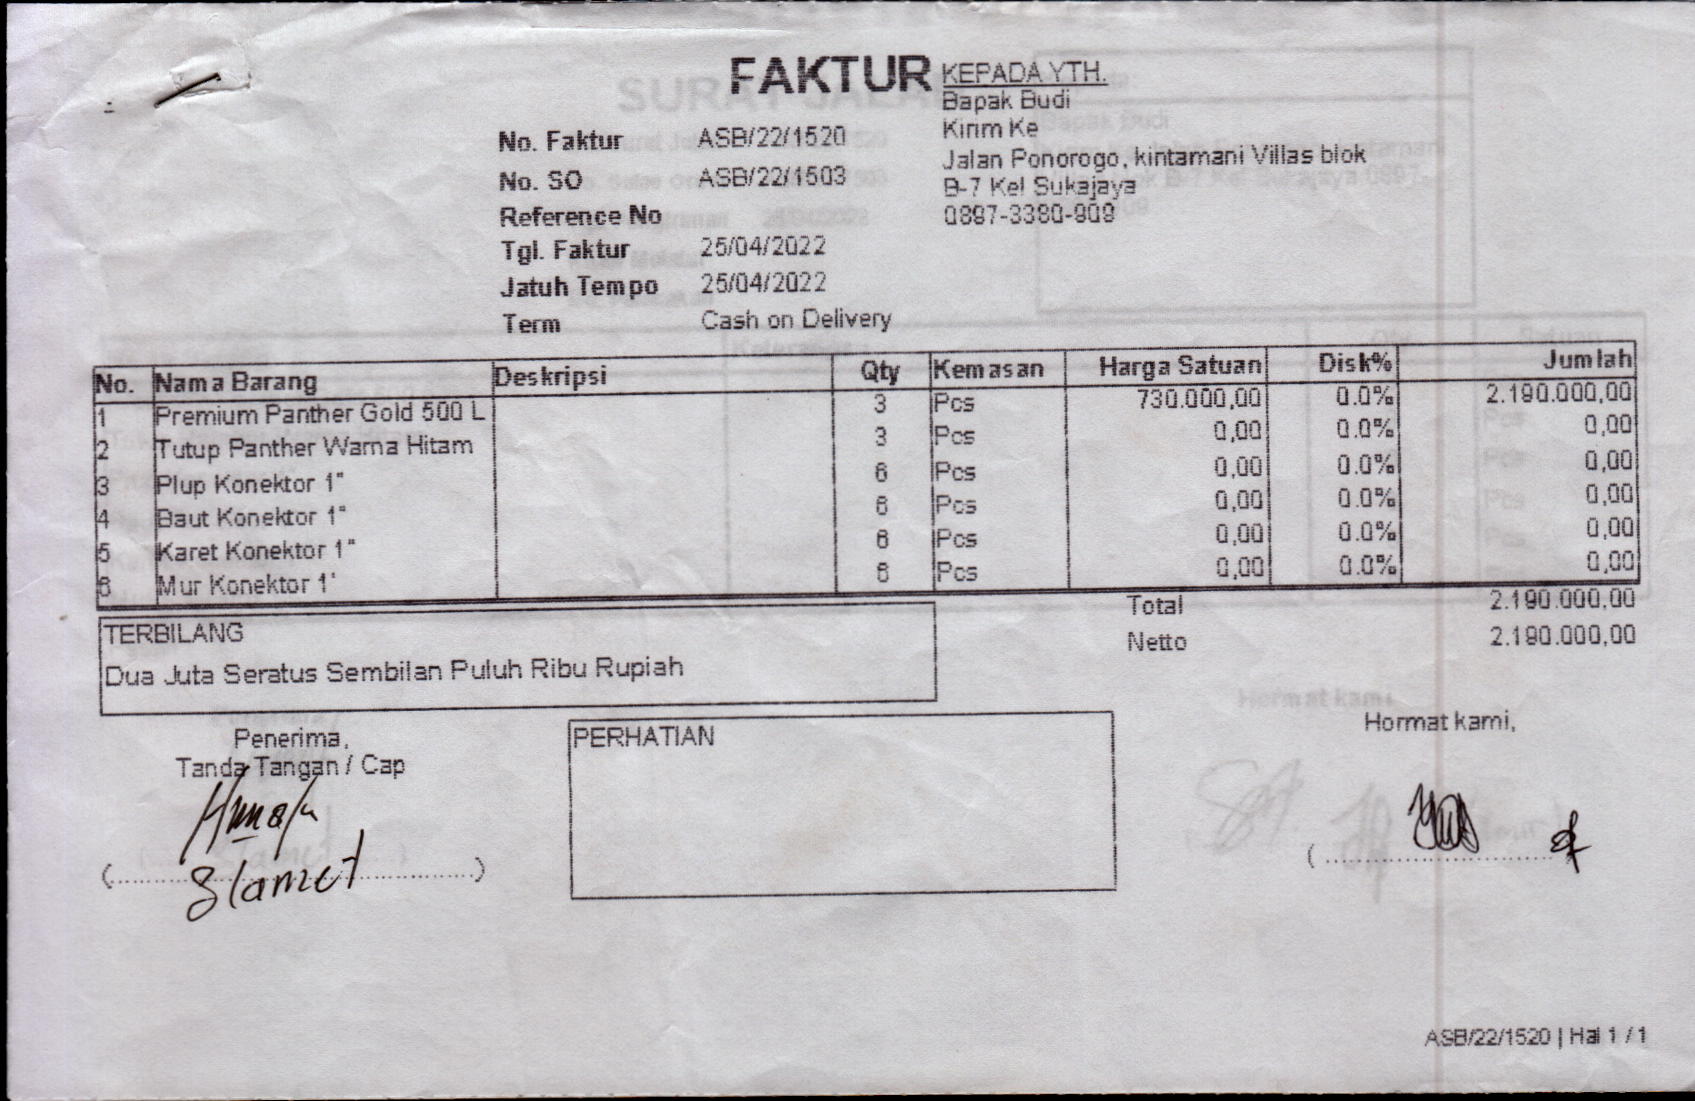 FAKTUR
No. Faktur ASB/22/1520
No. SO ASB/22/1503
Reference No
Tgl. Faktur 25/04/2022
Jatuh Tempo 25/04/2022
Term Cash on Delivery
KEPADA YTH.
Bapak Budi
Kirim Ke
Jalan Ponorogo, kintamani Villas blok
B-7 Kel Sukajaya
0897-3380-909
No. Nama Barang Deskripsi Qty Kemasan Harga Satuan Disk% Jumlah
1 Premium Panther Gold 500 L 3 Pcs 730.000,00 0.0% 2.190.000,00
2 Tutup Panther Warna Hitam 3 Pcs 0,00 0.0% 0,00
3 Plup Konektor 1" 6 Pcs 0,00 0.0% 0,00
4 Baut Konektor 1" 6 Pcs 0,00 0.0% 0,00
5 Karet Konektor 1" 6 Pcs 0,00 0.0% 0,00
6 Mur Konektor 1' 6 Pcs 0,00 0.0% 0,00
Total 2.190.000,00
Netto 2.190.000,00
TERBILANG
Dua Juta Seratus Sembilan Puluh Ribu Rupiah
Penerima,
Tanda Tangan / Cap
Slamet
PERHATIAN
Hormat kami,
ASB/22/1520 | Hal 1 / 1